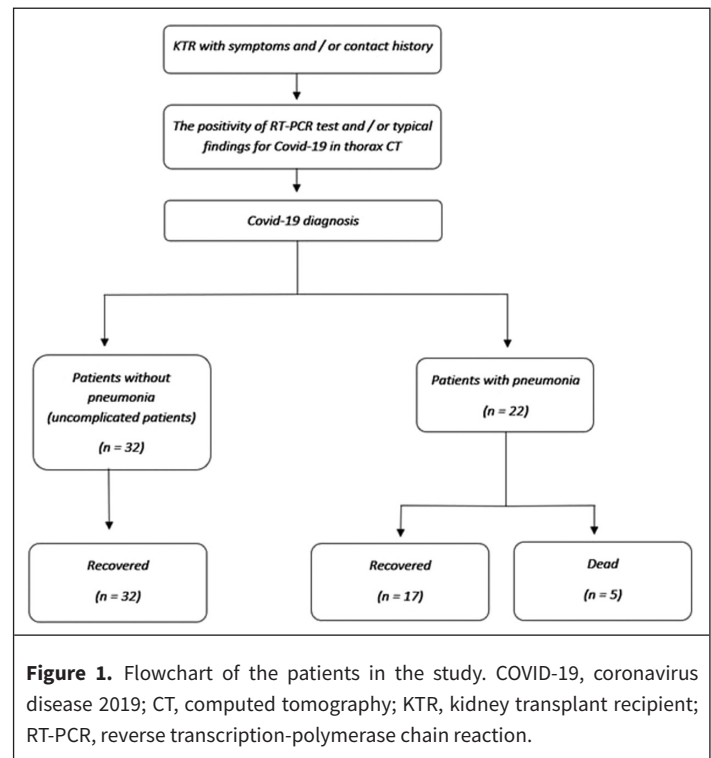 KTR with symptoms and / or contact history
The positivity of RT-PCR test and / or typical
findings for Covid-19 in thorax CT
Covid-19 diagnosis
Patients without
pneumonia
(uncomplicated patients)
(n = 32)
Patients with pneumonia
(n = 22)
Recovered
(n = 32)
Recovered
(n = 17)
Dead
(n = 5)
Figure 1. Flowchart of the patients in the study. COVID-19, coronavirus
disease 2019; CT, computed tomography; KTR, kidney transplant recipient;
RT-PCR, reverse transcription-polymerase chain reaction.